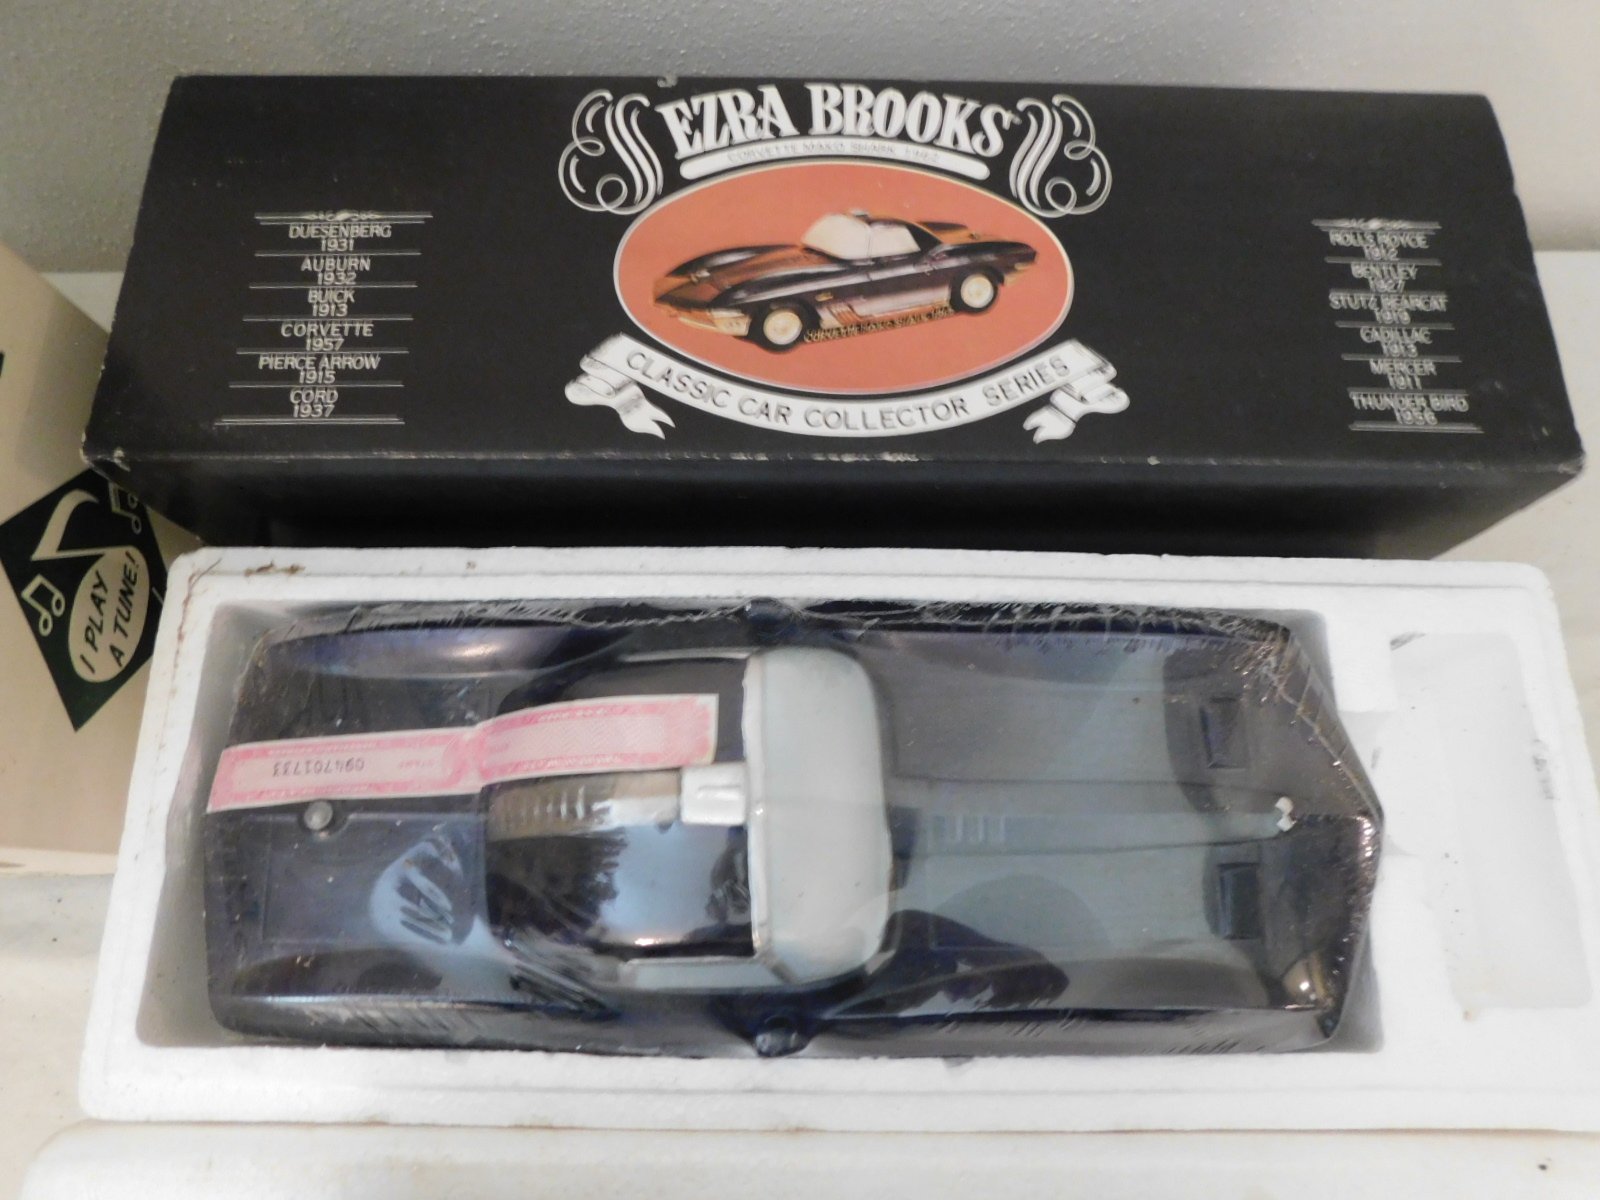 EZRA BROOKS
CORVETTE MAKO SHARK 1962
CLASSIC CAR COLLECTOR SERIES
DUESENBERG
1931
AUBURN
1932
BUICK
1913
CORVETTE
1957
PIERCE ARROW
1915
CORD
1937
ROLLS ROYCE
1912
BENTLEY
1927
STUTZ BEARCAT
1919
CADILLAC
1913
MERCER
1911
THUNDER BIRD
1956
I PLAY
A TUNE!
094701733